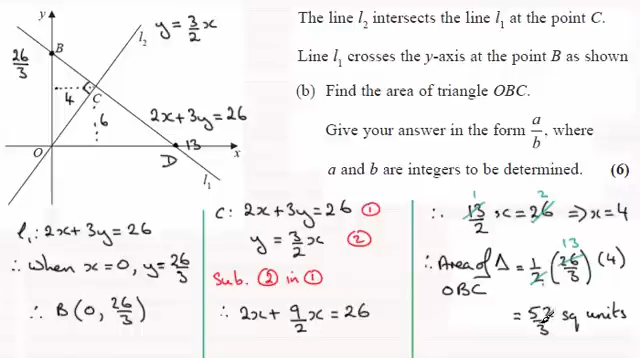 y
l₂
y = 3/2 x
26/3
B
4
C
6
2x + 3y = 26
O
D
13
x
l₁
The line l₂ intersects the line l₁ at the point C.
Line l₁ crosses the y-axis at the point B as shown
(b) Find the area of triangle OBC.
Give your answer in the form a/b, where
a and b are integers to be determined. (6)
l₁: 2x + 3y = 26
∴ When x = 0, y = 26/3
∴ B (0, 26/3)
C: 2x + 3y = 26 ①
y = 3/2 x ②
Sub. ② in ①
∴ 2x + 9/2 x = 26
1 2
∴ 13/2 x = 26 ⇒ x = 4
13
∴ Area of Δ = 1/2 (26/3) (4)
OBC
= 52/3 sq units